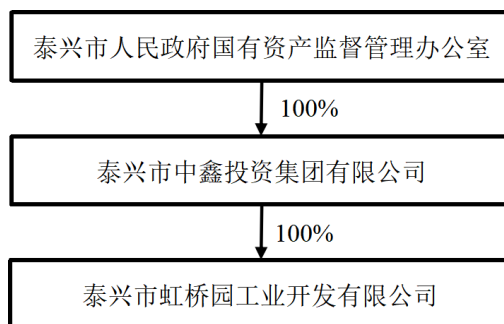 泰兴市人民政府国有资产监督管理办公室
100%
泰兴市中鑫投资集团有限公司
100%
泰兴市虹桥园工业开发有限公司